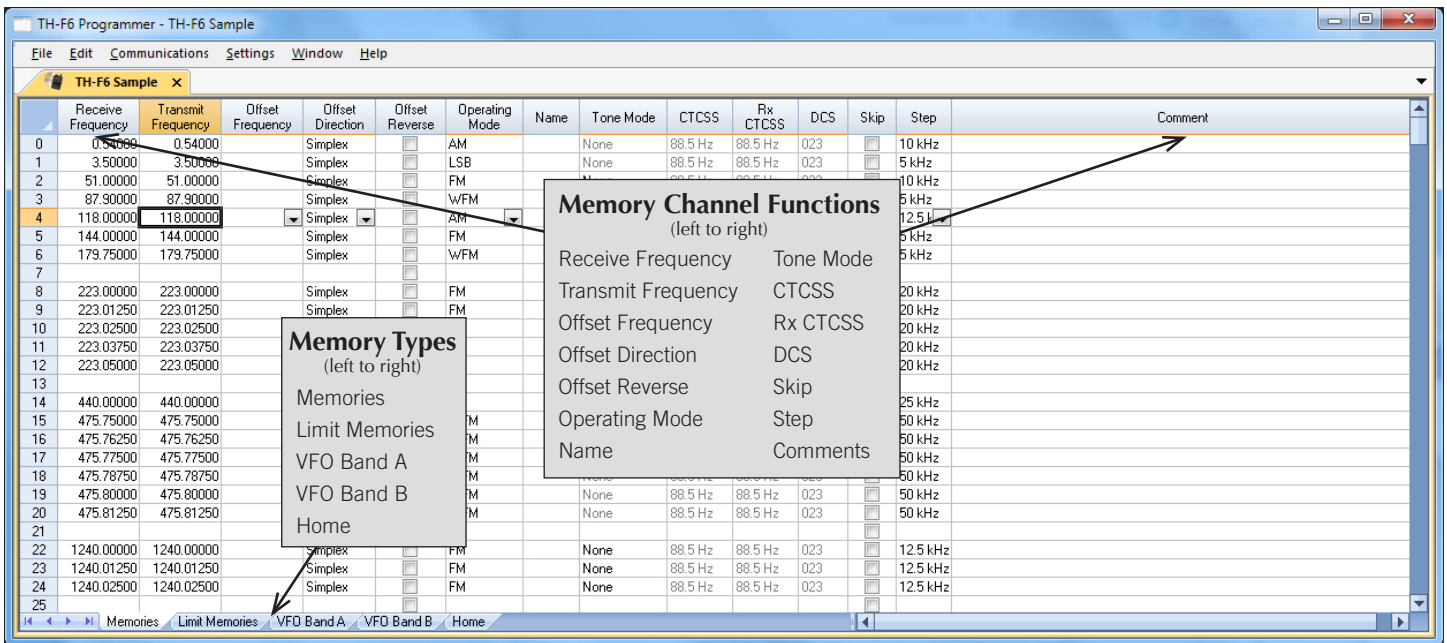 TH-F6 Programmer - TH-F6 Sample
File Edit Communications Settings Window Help
TH-F6 Sample X
Receive Frequency Transmit Frequency Offset Frequency Offset Direction Offset Reverse Operating Mode Name Tone Mode CTCSS Rx CTCSS DCS Skip Step Comment
0 0.54000 0.54000 Simplex AM None 88.5 Hz 88.5 Hz 023 10 kHz
1 3.50000 3.50000 Simplex LSB None 88.5 Hz 88.5 Hz 023 5 kHz
2 51.00000 51.00000 Simplex FM 10 kHz
3 87.90000 87.90000 Simplex WFM 5 kHz
4 118.00000 118.00000 Simplex AM 12.5 k
5 144.00000 144.00000 Simplex FM 5 kHz
6 179.75000 179.75000 Simplex WFM 5 kHz
7
8 223.00000 223.00000 Simplex FM 20 kHz
9 223.01250 223.01250 Simplex FM 20 kHz
10 223.02500 223.02500 20 kHz
11 223.03750 223.03750 20 kHz
12 223.05000 223.05000 20 kHz
13
14 440.00000 440.00000 25 kHz
15 475.75000 475.75000 FM 50 kHz
16 475.76250 475.76250 FM 50 kHz
17 475.77500 475.77500 FM 50 kHz
18 475.78750 475.78750 FM 50 kHz
19 475.80000 475.80000 FM None 88.5 Hz 88.5 Hz 023 50 kHz
20 475.81250 475.81250 FM None 88.5 Hz 88.5 Hz 023 50 kHz
21
22 1240.00000 1240.00000 Simplex FM None 88.5 Hz 88.5 Hz 023 12.5 kHz
23 1240.01250 1240.01250 Simplex FM None 88.5 Hz 88.5 Hz 023 12.5 kHz
24 1240.02500 1240.02500 Simplex FM None 88.5 Hz 88.5 Hz 023 12.5 kHz
25
Memories Limit Memories VFO Band A VFO Band B Home
Memory Types
(left to right)
Memories
Limit Memories
VFO Band A
VFO Band B
Home
Memory Channel Functions
(left to right)
Receive Frequency Tone Mode
Transmit Frequency CTCSS
Offset Frequency Rx CTCSS
Offset Direction DCS
Offset Reverse Skip
Operating Mode Step
Name Comments